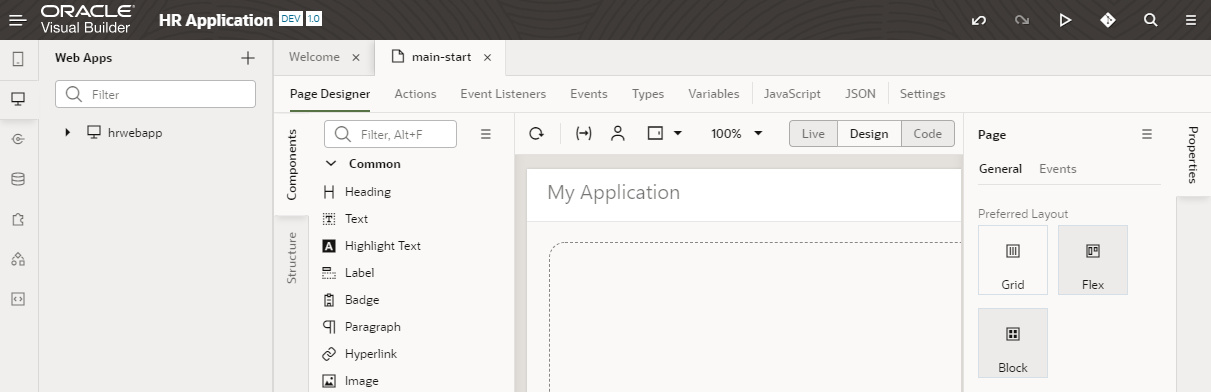 ORACLE
Visual Builder
HR Application DEV 1.0
Web Apps
Filter
hrwebapp
Welcome
main-start
Page Designer Actions Event Listeners Events Types Variables JavaScript JSON Settings
Components
Structure
Filter, Alt+F
Common
Heading
Text
Highlight Text
Label
Badge
Paragraph
Hyperlink
Image
100%
Live Design Code
My Application
Page
General Events
Preferred Layout
Grid Flex
Block
Properties